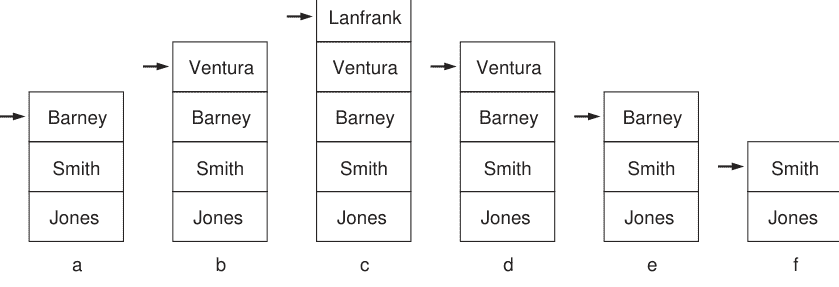 Lanfrank
Ventura Ventura Ventura
Barney Barney Barney Barney Barney
Smith Smith Smith Smith Smith Smith
Jones Jones Jones Jones Jones Jones
a b c d e f